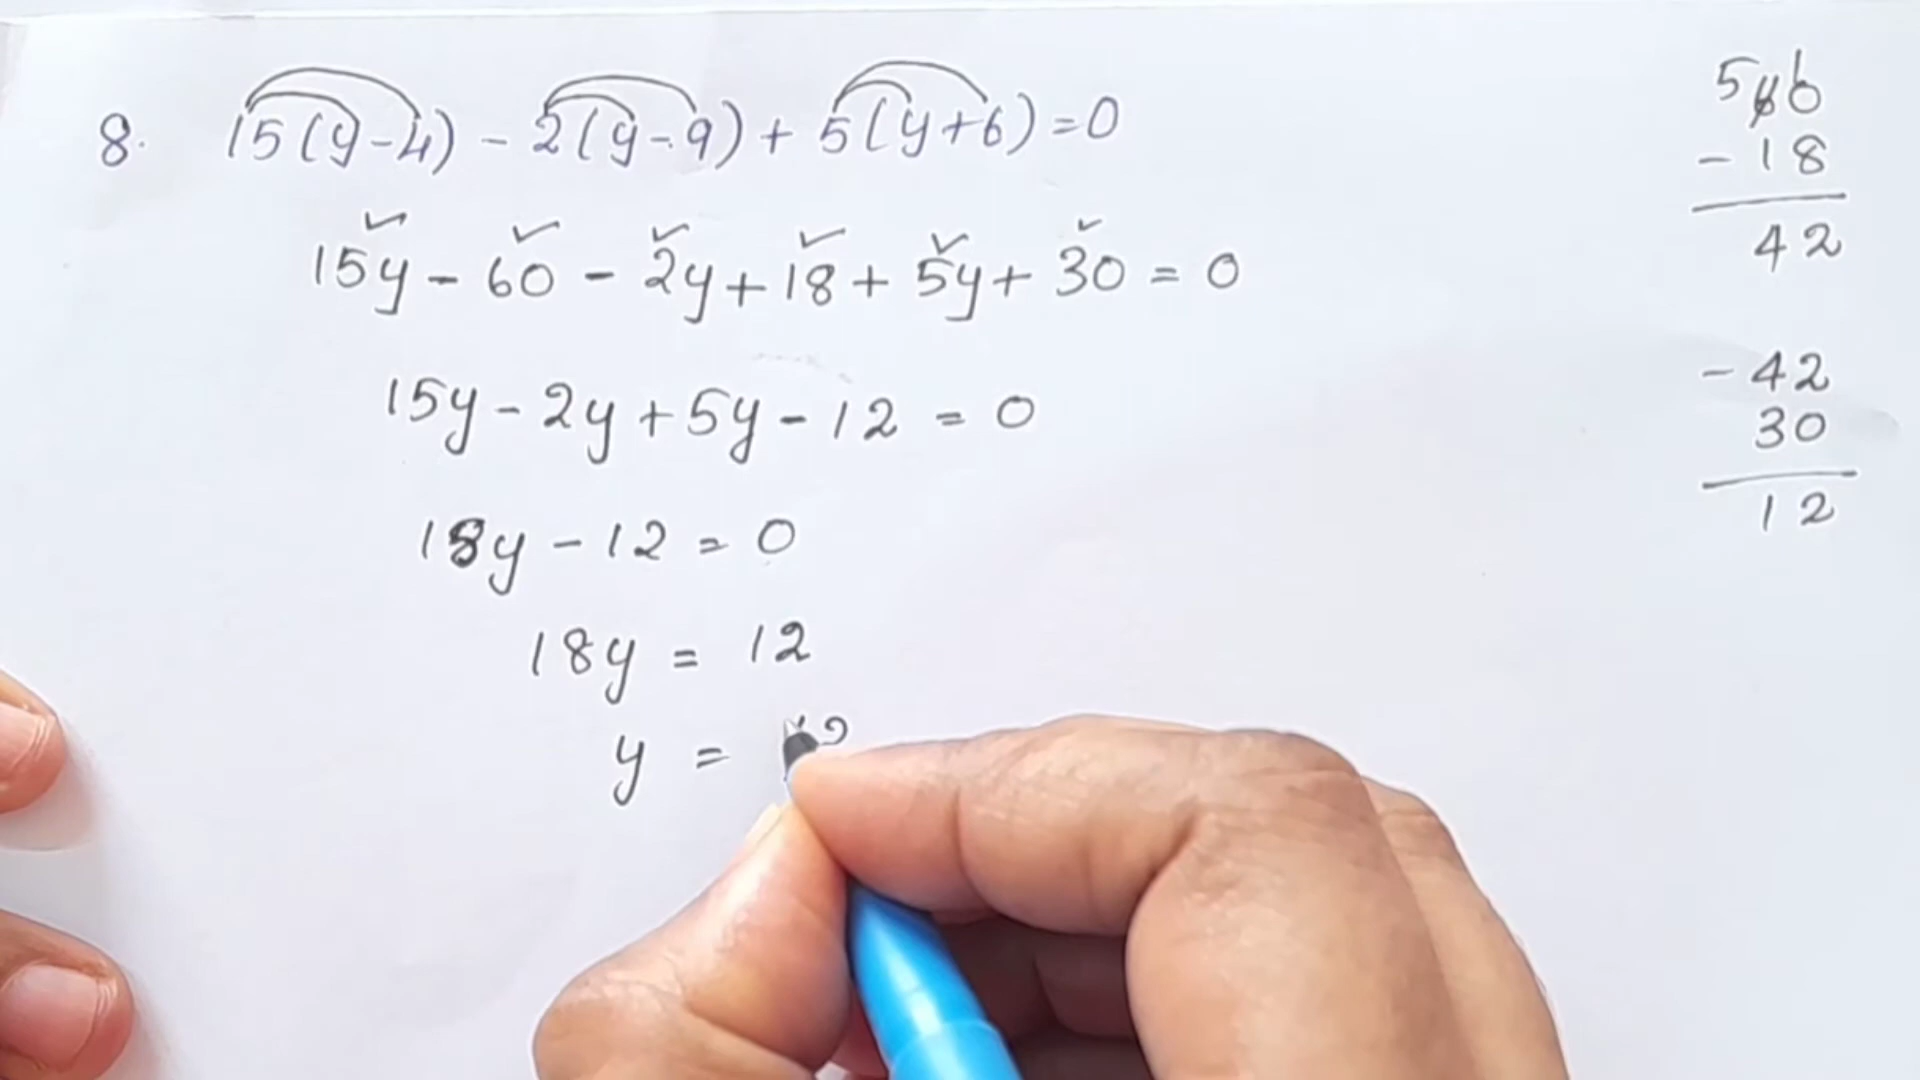 8. 15(y-4) - 2(y-9) + 5(y+6) = 0
15y - 60 - 2y + 18 + 5y + 30 = 0
15y - 2y + 5y - 12 = 0
18y - 12 = 0
18y = 12
y =
560
- 18
42
- 42
30
12